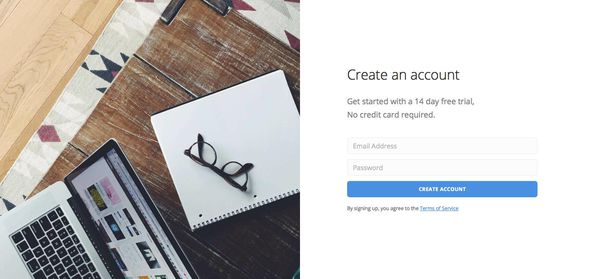 Create an account
Get started with a 14 day free trial,
No credit card required.
Email Address
Password
CREATE ACCOUNT
By signing up, you agree to the Terms of Service